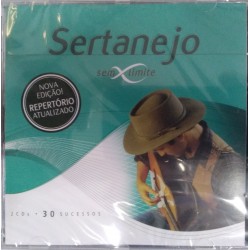 Sertanejo
sem limite
NOVA
EDIÇÃO!
REPERTÓRIO
ATUALIZADO
2CDs • 30 SUCESSOS